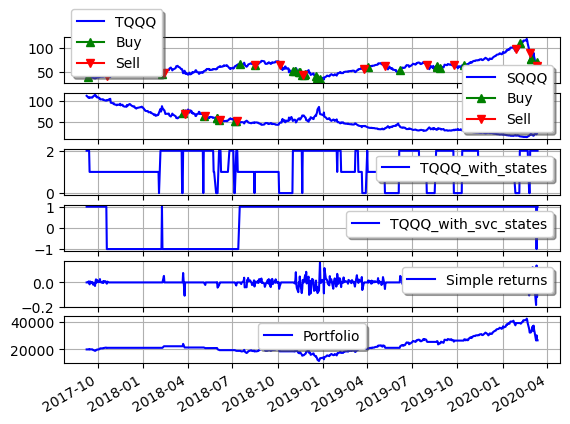 TQQQ
Buy
Sell
100
50
SQQQ
Buy
Sell
100
50
2
0
TQQQ_with_states
1
0
−1
TQQQ_with_svc_states
0.0
−0.2
Simple returns
40000
20000
Portfolio
2017-10 2018-01 2018-04 2018-07 2018-10 2019-01 2019-04 2019-07 2019-10 2020-01 2020-04